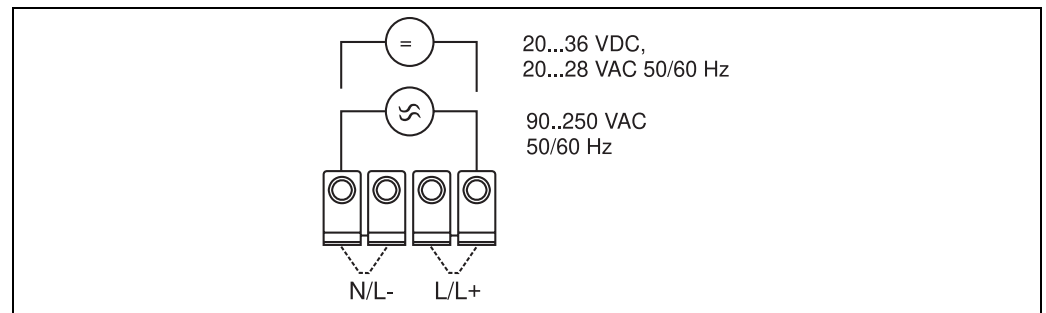 =
20...36 VDC,
20...28 VAC 50/60 Hz
90..250 VAC
50/60 Hz
N/L- L/L+